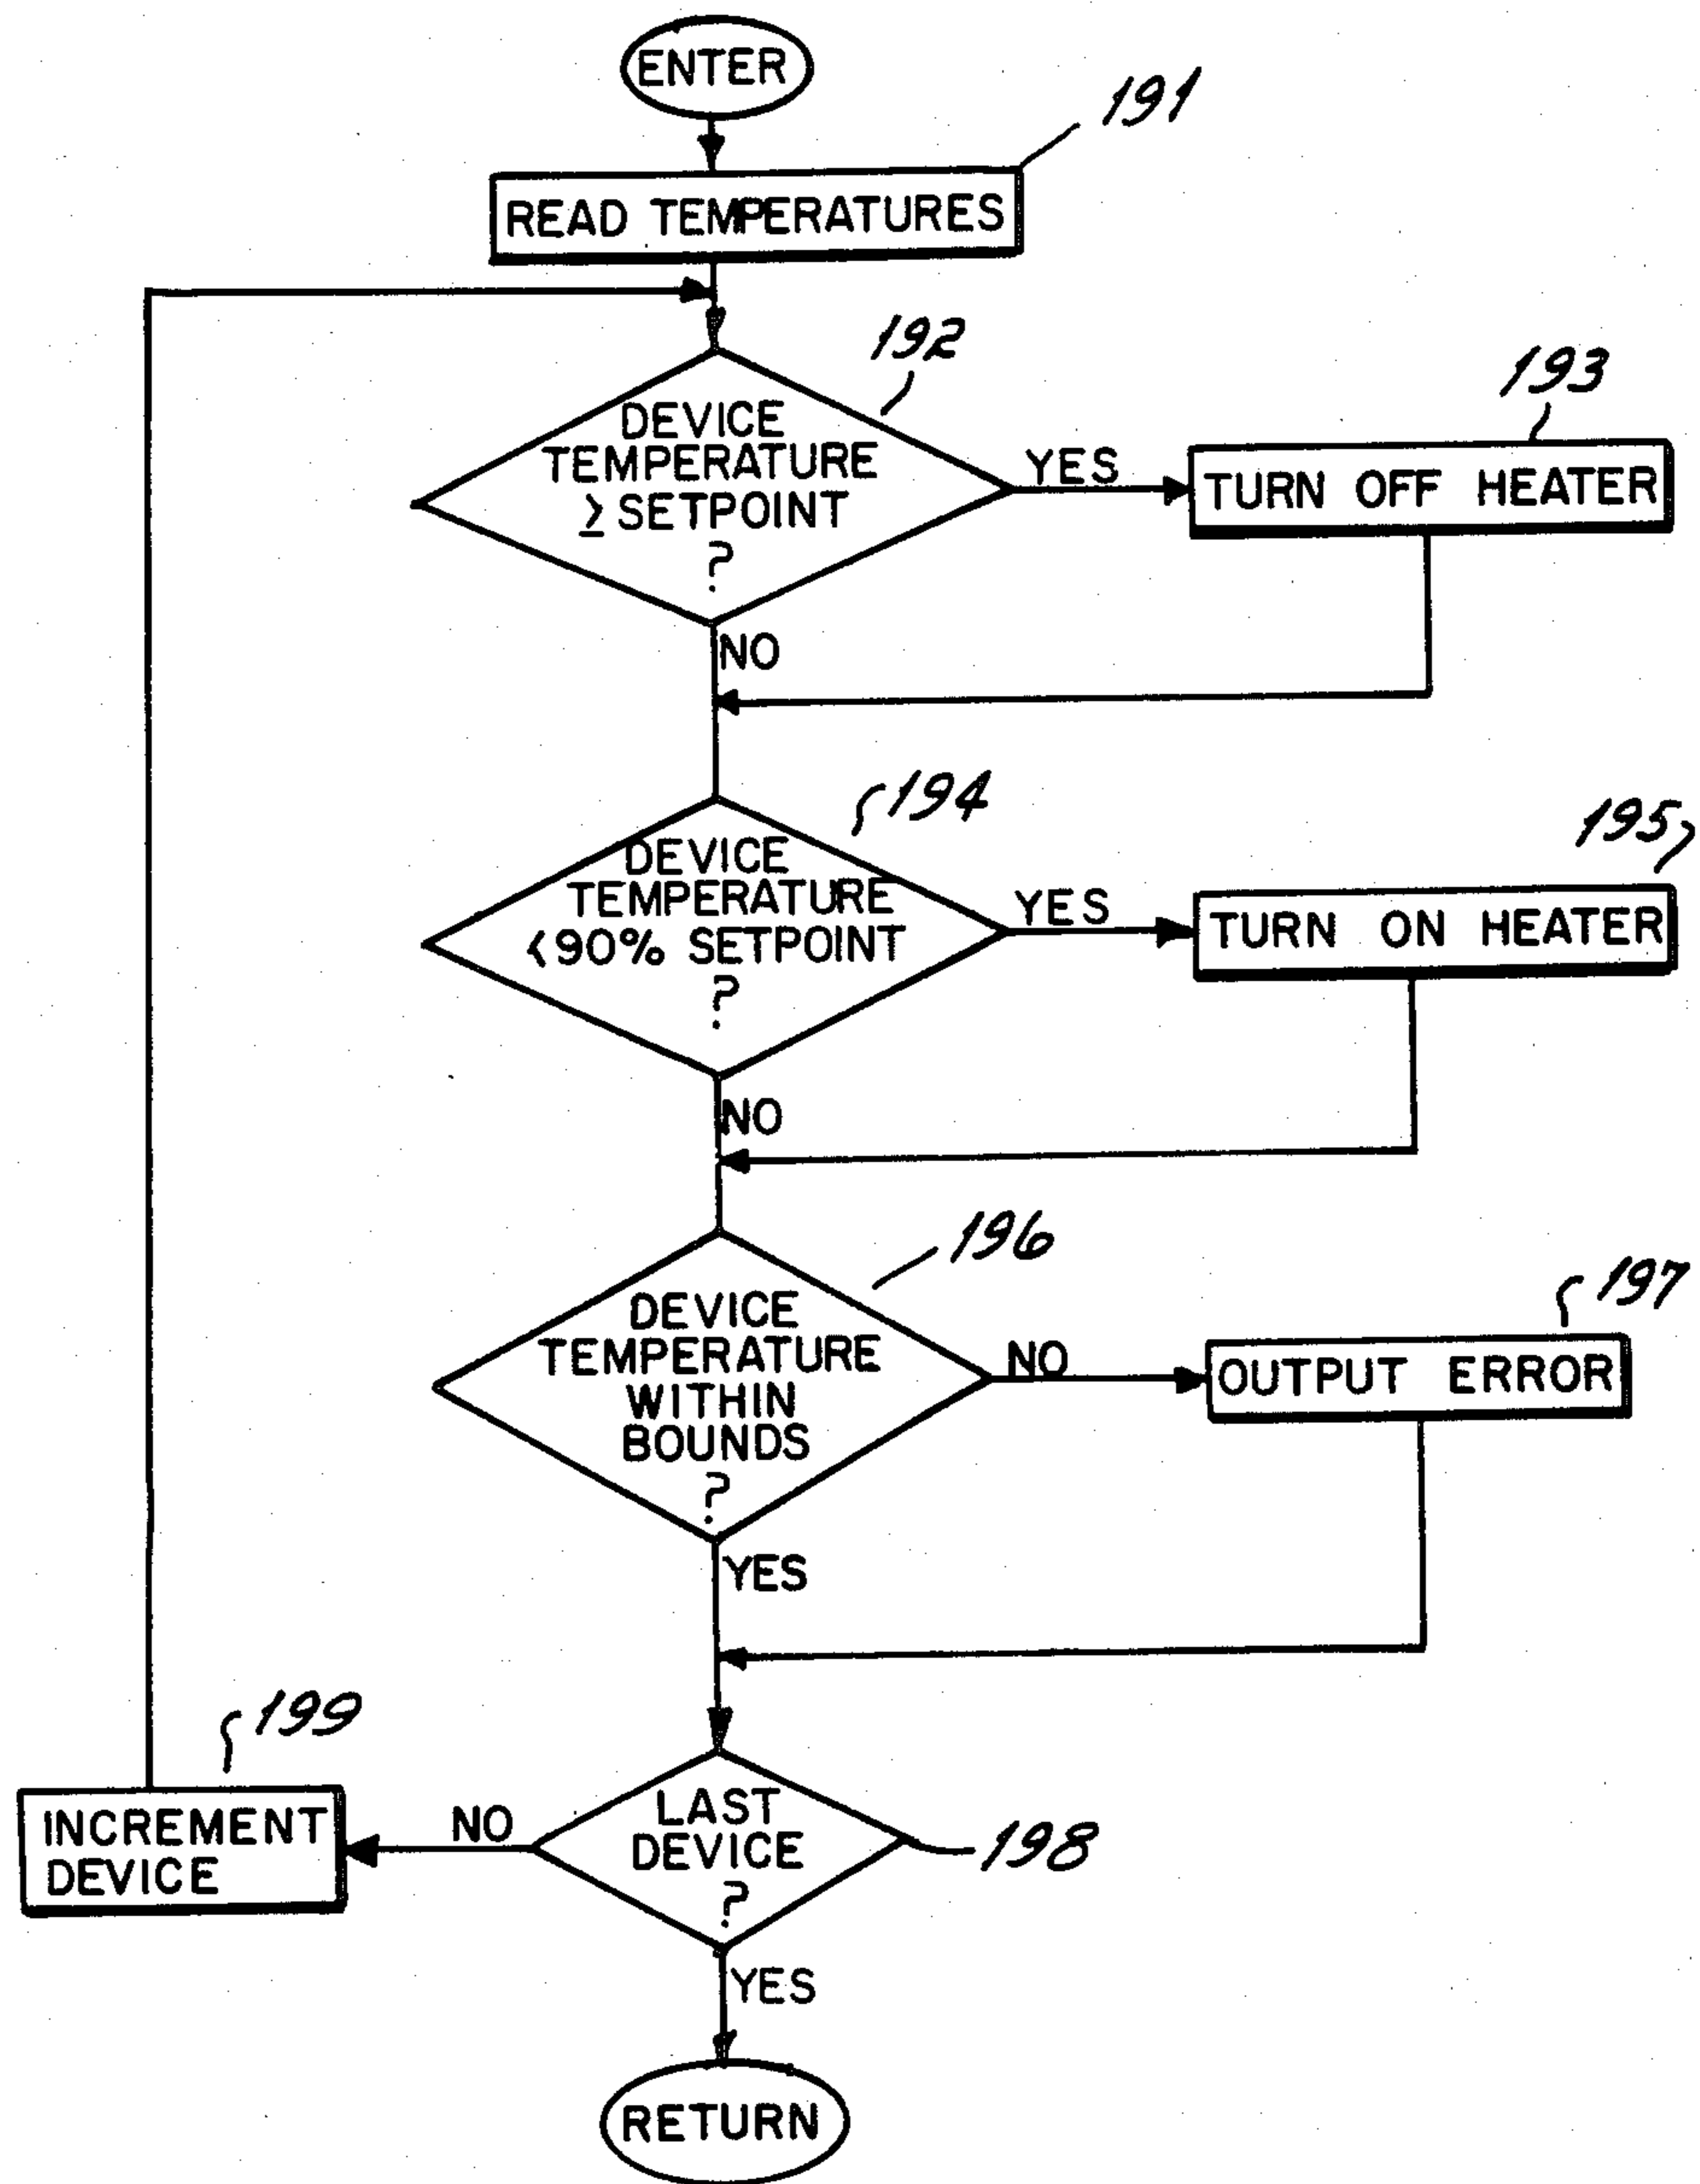 ENTER
191
READ TEMPERATURES
192
DEVICE
TEMPERATURE
≥ SETPOINT
?
YES
193
TURN OFF HEATER
NO
194
DEVICE
TEMPERATURE
<90% SETPOINT
?
YES
195
TURN ON HEATER
NO
196
DEVICE
TEMPERATURE
WITHIN
BOUNDS
?
NO
197
OUTPUT ERROR
YES
199
INCREMENT
DEVICE
NO
LAST
DEVICE
?
198
YES
RETURN